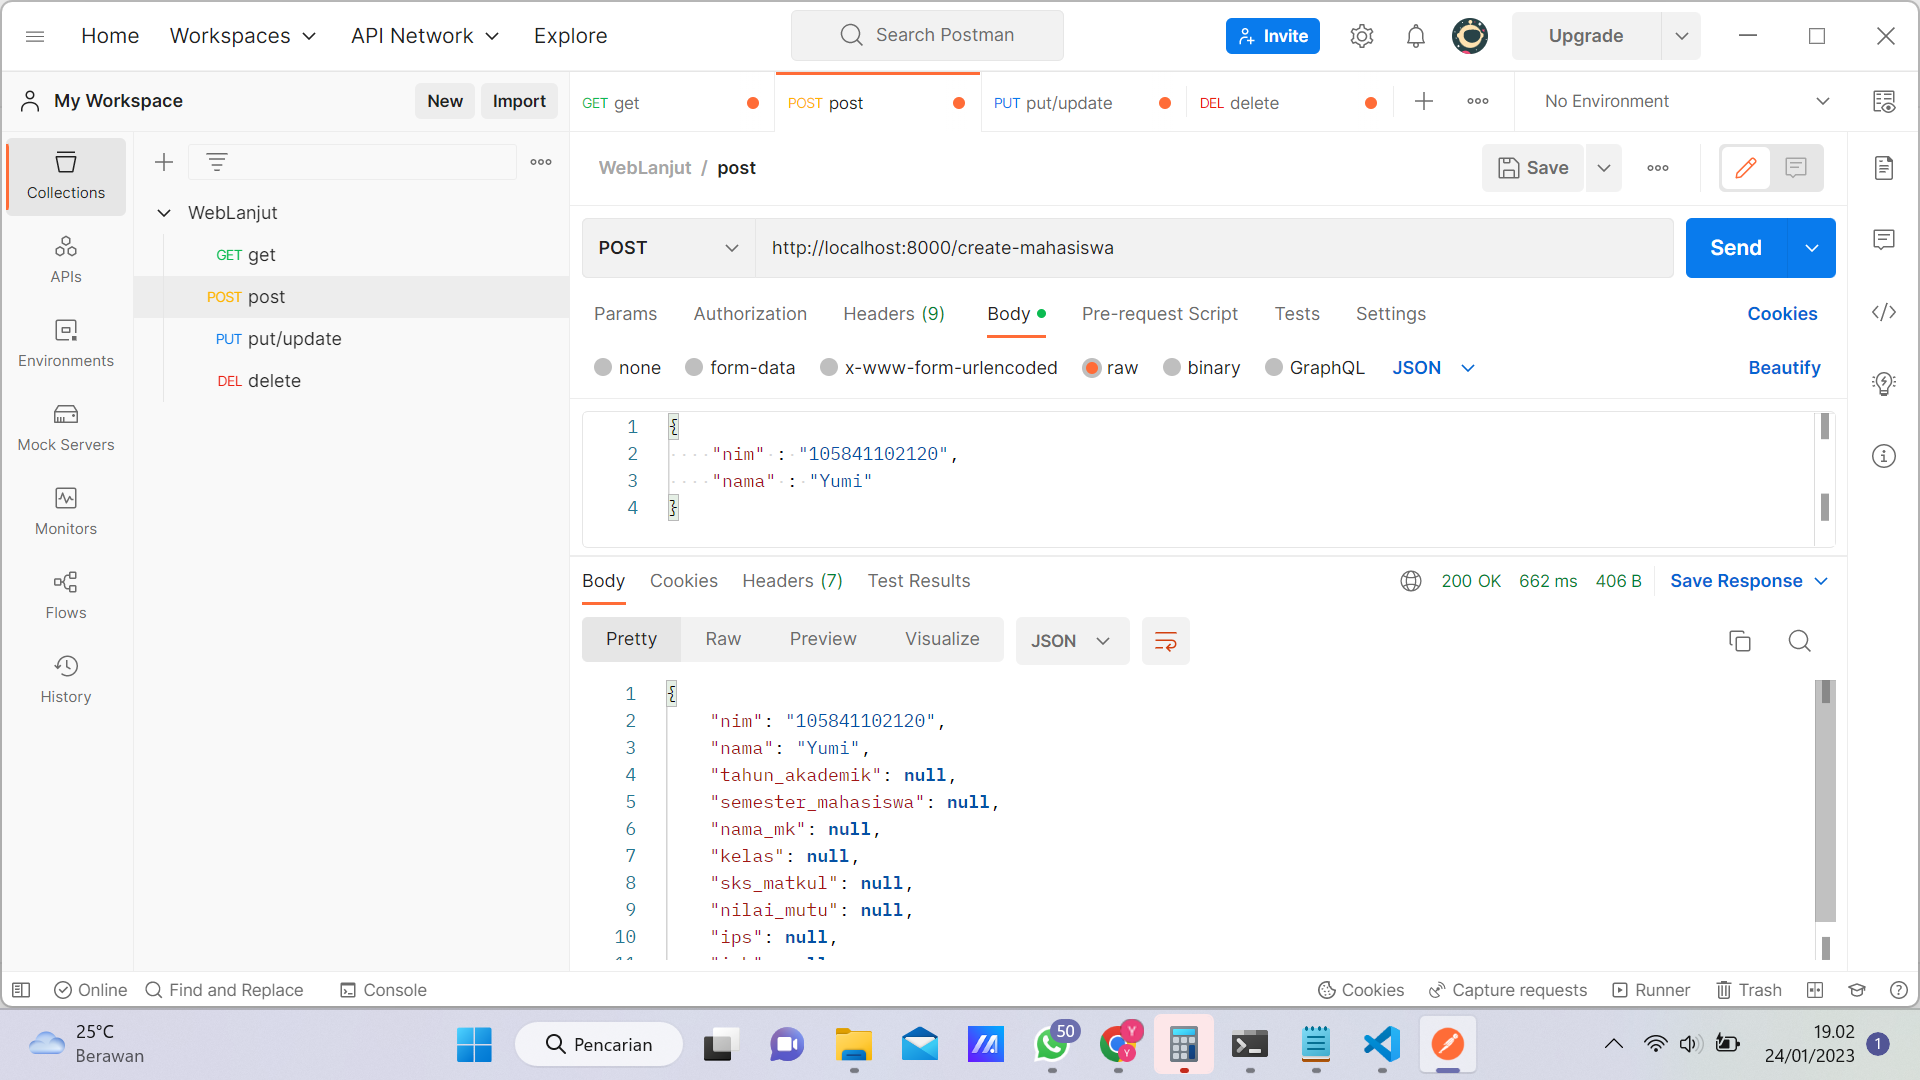 Home Workspaces API Network Explore Search Postman Invite Upgrade
My Workspace New Import GET get POST post PUT put/update DEL delete No Environment
Collections
APIs
Environments
Mock Servers
Monitors
Flows
History
WebLanjut
GET get
POST post
PUT put/update
DEL delete
WebLanjut / post Save
POST http://localhost:8000/create-mahasiswa Send
Params Authorization Headers (9) Body Pre-request Script Tests Settings Cookies
none form-data x-www-form-urlencoded raw binary GraphQL JSON Beautify
1 {
2 "nim" : "105841102120",
3 "nama" : "Yumi"
4 }
Body Cookies Headers (7) Test Results 200 OK 662 ms 406 B Save Response
Pretty Raw Preview Visualize JSON
1 {
2 "nim": "105841102120",
3 "nama": "Yumi",
4 "tahun_akademik": null,
5 "semester_mahasiswa": null,
6 "nama_mk": null,
7 "kelas": null,
8 "sks_matkul": null,
9 "nilai_mutu": null,
10 "ips": null,
Online Find and Replace Console Cookies Capture requests Runner Trash
25°C
Berawan
Pencarian
50
Y
Y
19.02
24/01/2023
1